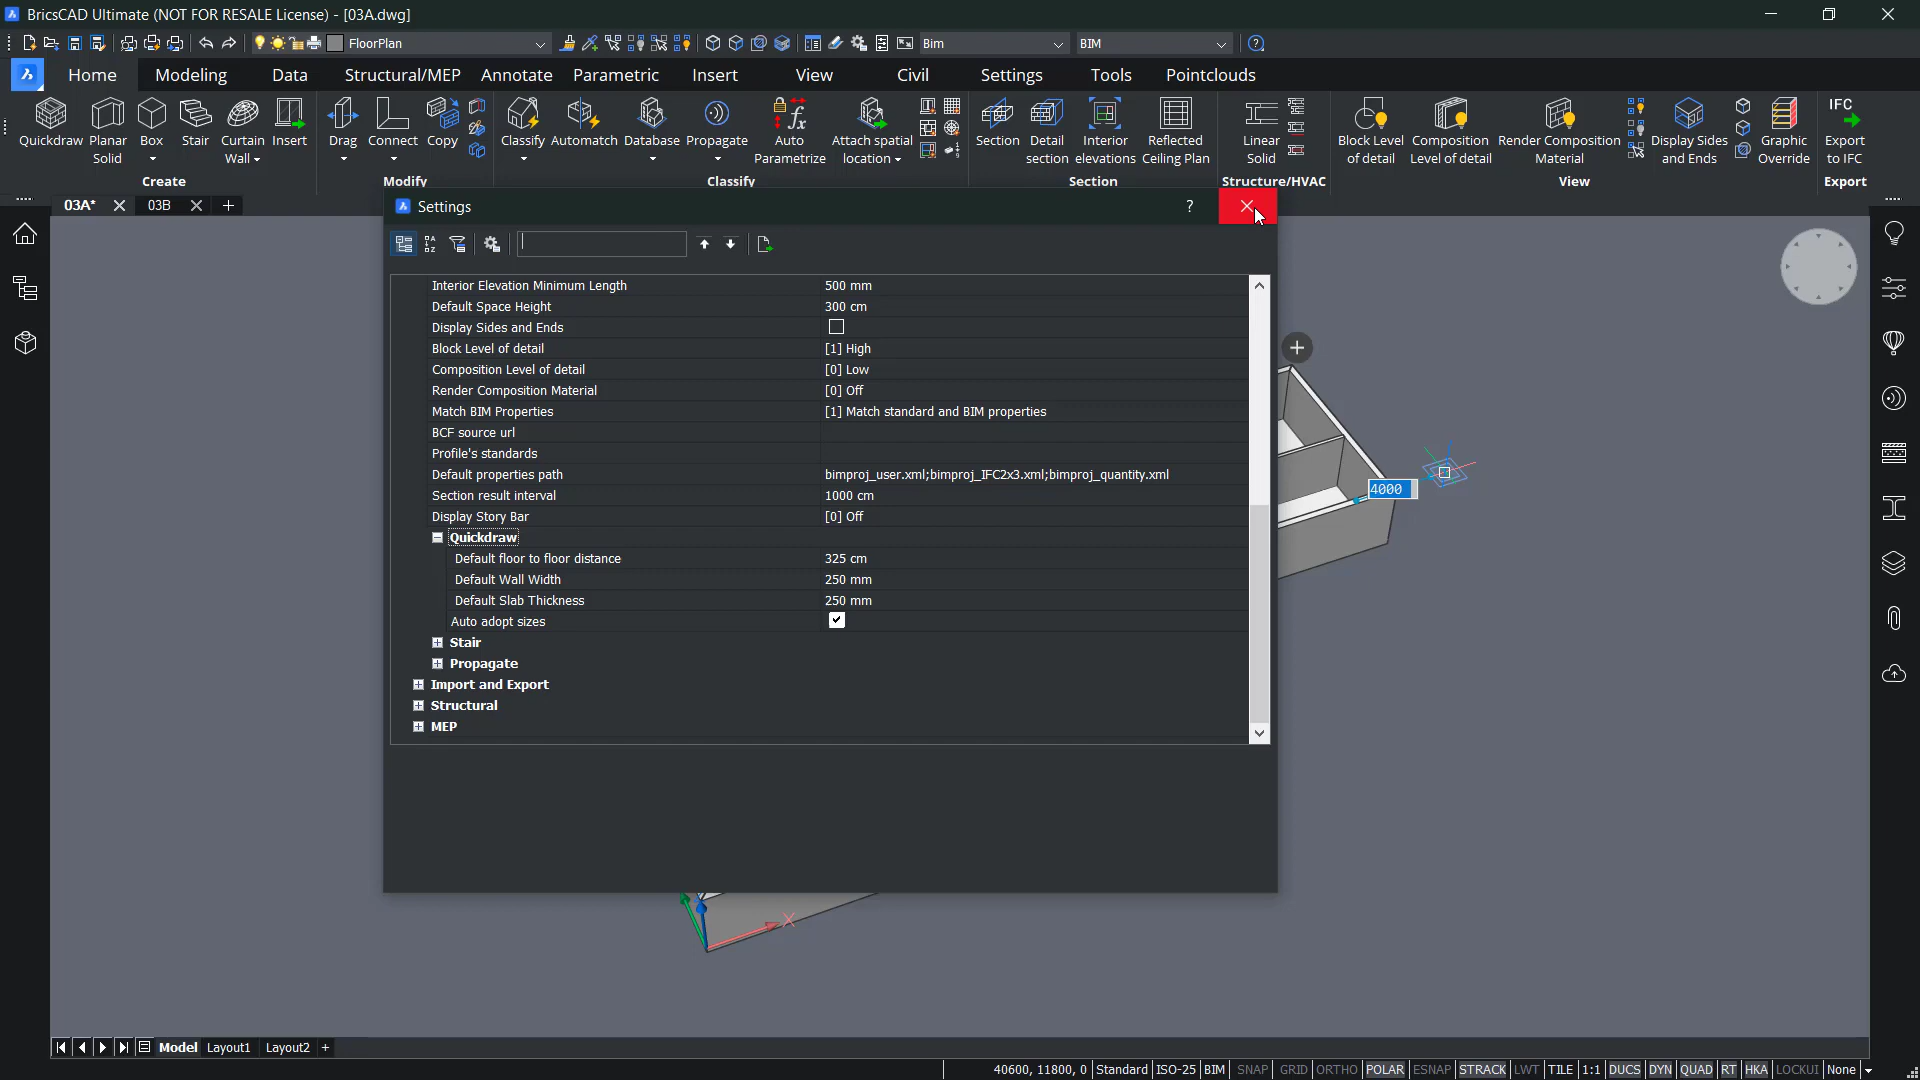 BricsCAD Ultimate (NOT FOR RESALE License) - [03A.dwg]
FloorPlan Bim BIM
Home Modeling Data Structural/MEP Annotate Parametric Insert View Civil Settings Tools Pointclouds
Quickdraw Planar Solid Box Stair Curtain Wall Insert Drag Connect Copy Classify Automatch Database Propagate Auto Parametrize Attach spatial location Section Detail section Interior elevations Reflected Ceiling Plan Linear Solid Block Level of detail Composition Level of detail Render Composition Material Display Sides and Ends Graphic Override IFC Export to IFC
Create Modify Classify Section Structure/HVAC View Export
03A* 03B
Settings ?
Interior Elevation Minimum Length 500 mm
Default Space Height 300 cm
Display Sides and Ends
Block Level of detail [1] High
Composition Level of detail [0] Low
Render Composition Material [0] Off
Match BIM Properties [1] Match standard and BIM properties
BCF source url
Profile's standards
Default properties path bimproj_user.xml;bimproj_IFC2x3.xml;bimproj_quantity.xml
Section result interval 1000 cm
Display Story Bar [0] Off
Quickdraw
Default floor to floor distance 325 cm
Default Wall Width 250 mm
Default Slab Thickness 250 mm
Auto adopt sizes
Stair
Propagate
Import and Export
Structural
MEP
4000
X
Model Layout1 Layout2 +
40600, 11800, 0 Standard ISO-25 BIM SNAP GRID ORTHO POLAR ESNAP STRACK LWT TILE 1:1 DUCS DYN QUAD RT HKA LOCKUI None